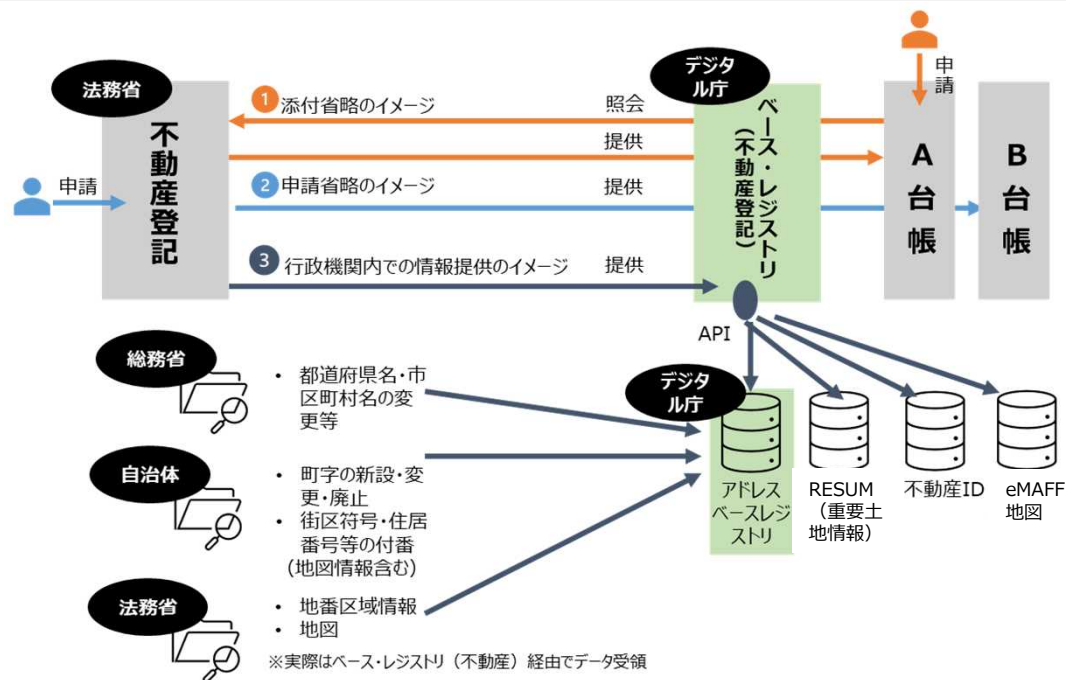 法務省
不動産登記
申請
1 添付省略のイメージ
照会
提供
2 申請省略のイメージ
提供
3 行政機関内での情報提供のイメージ
提供
デジタル庁
ベース・レジストリ
(不動産登記)
申請
A台帳
B台帳
API
総務省
• 都道府県名・市
区町村名の変
更等
自治体
• 町字の新設・変
更・廃止
• 街区符号・住居
番号等の付番
(地図情報含む)
法務省
• 地番区域情報
• 地図
※実際はベース・レジストリ(不動産)経由でデータ受領
デジタ
ル庁
アドレス
ベースレジ
ストリ
RESUM
(重要土
地情報)
不動産ID
eMAFF
地図